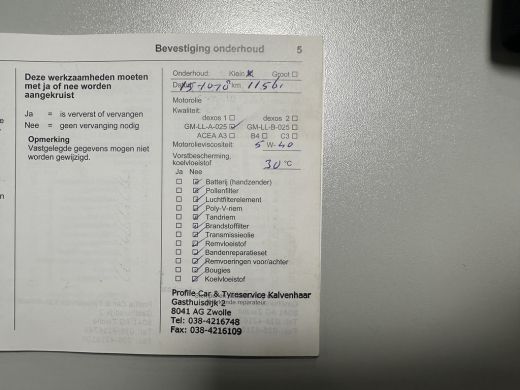 Bevestiging onderhoud 5
Deze werkzaamheden moeten
met ja of nee worden
aangekruist
Ja = is ververst of vervangen
Nee = geen vervanging nodig
Opmerking
Vastgelegde gegevens mogen niet
worden gewijzigd.
Onderhoud: Klein Groot
km
Motorolie
Kwaliteit:
dexos 1 dexos 2
GM-LL-A-025 GM-LL-B-025
ACEA A3 B4 C3
Motorolieviscositeit: 5 W- 40
Vorstbescherming,
koelvloeistof 30 °C
Ja Nee
Batterij (handzender)
Pollenfilter
Luchtfilterelement
Poly-V-riem
Tandriem
Brandstoffilter
Transmissieolie
Remvloeistof
Bandenreparatieset
Remvoeringen voor/achter
Bougies
Koelvloeistof
Profile Car & Tyreservice Kalvenhaar
Gasthuisdijk 2
8041 AG Zwolle
Tel: 038-4216748
Fax: 038-4216109